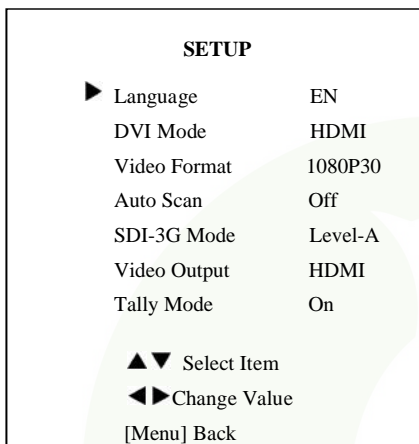 SETUP
▶ Language EN
DVI Mode HDMI
Video Format 1080P30
Auto Scan Off
SDI-3G Mode Level-A
Video Output HDMI
Tally Mode On
▲▼ Select Item
◀▶Change Value
[Menu] Back